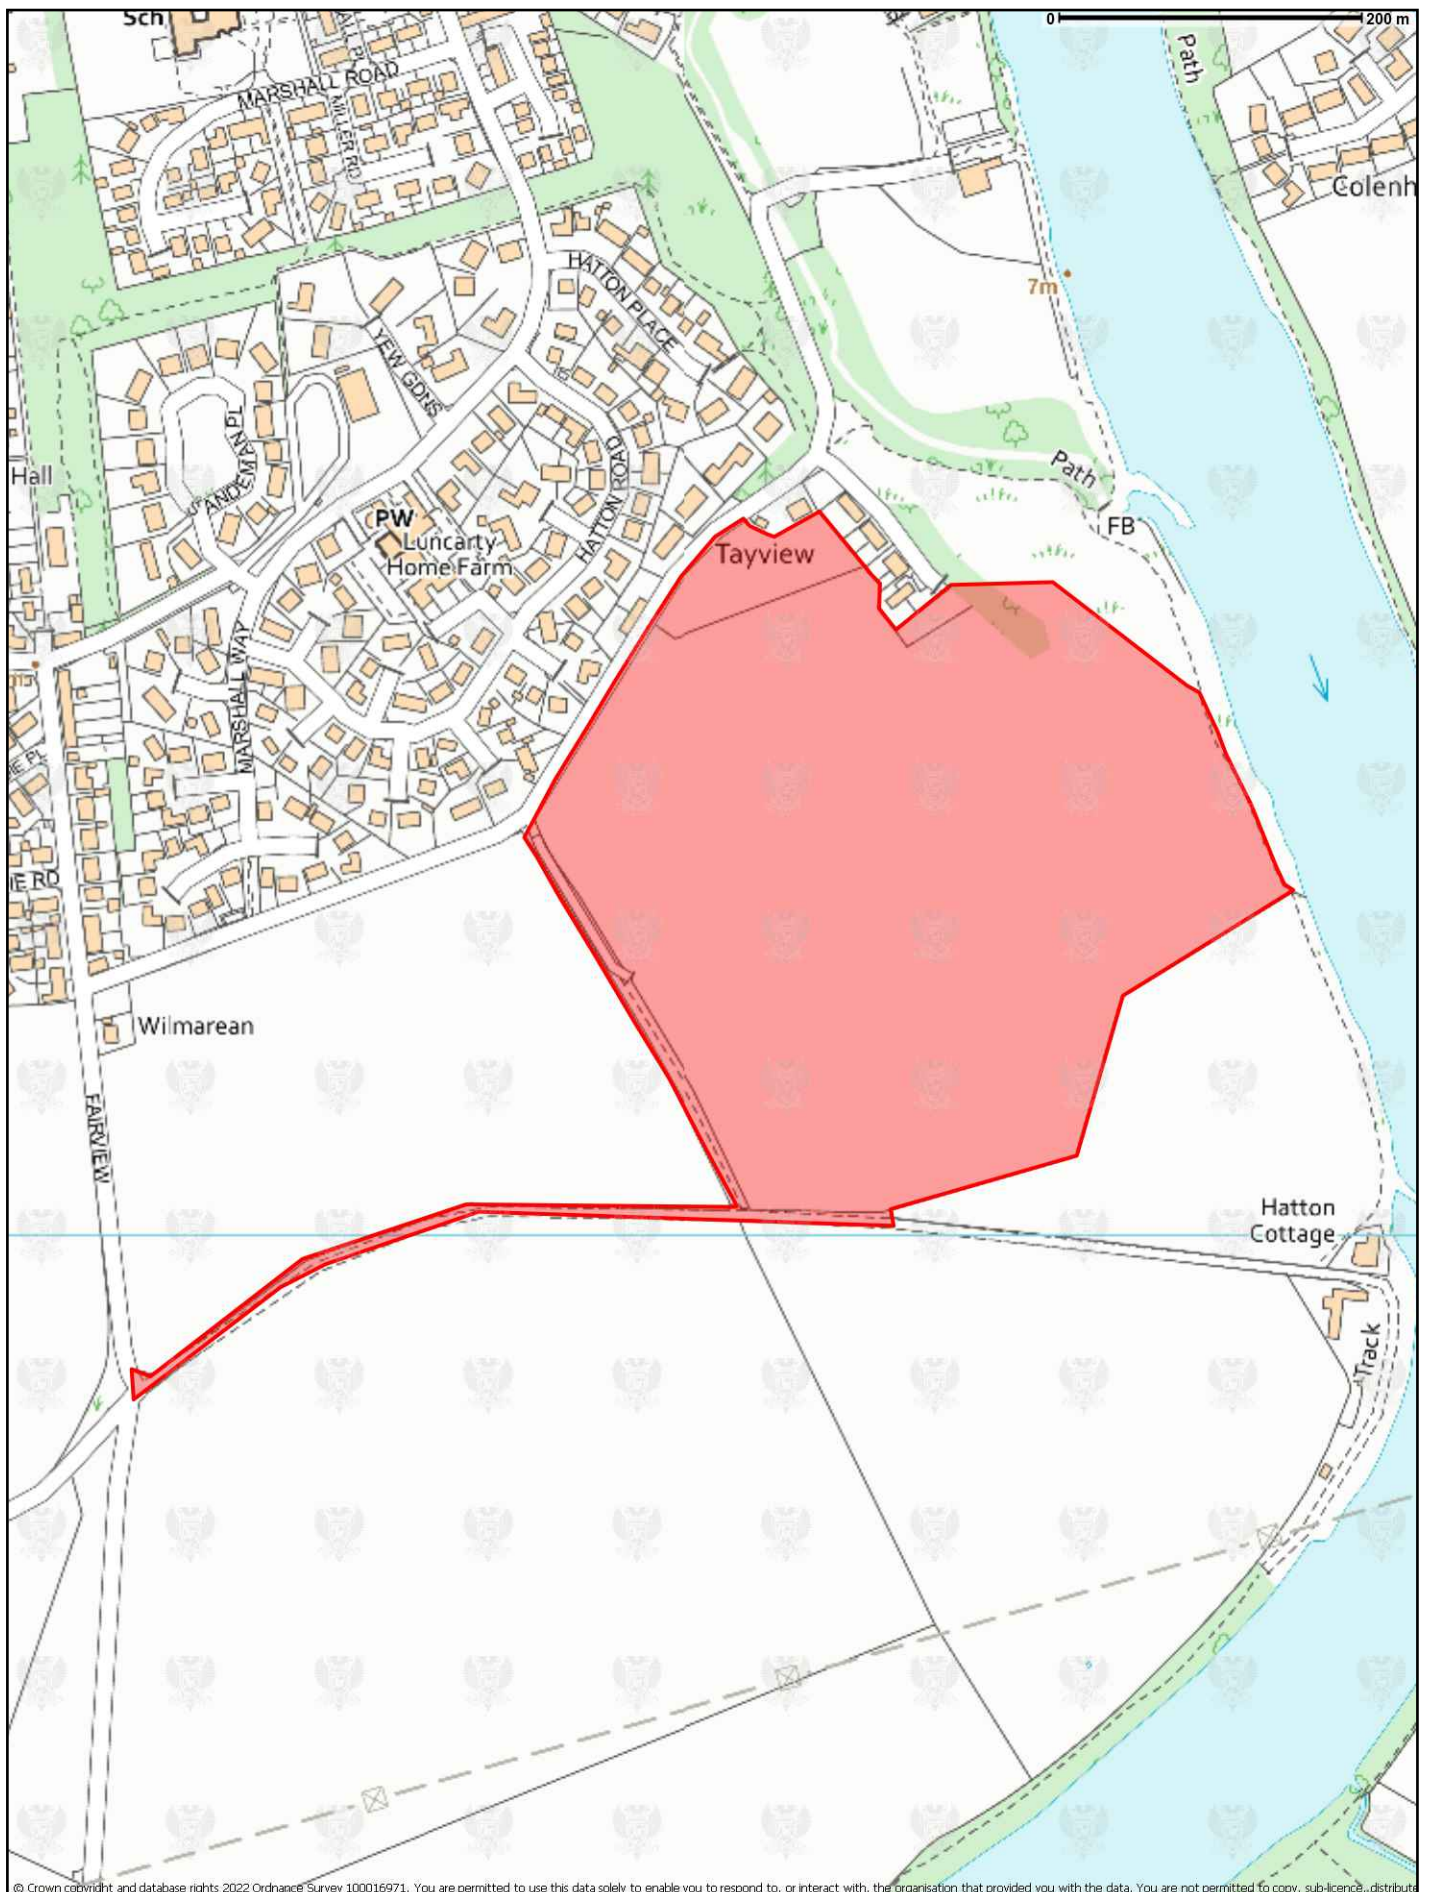 Sch
0
200 m
MARSHALL ROAD
MILLER RD
Path
Colenh
7m
HATTON PLACE
YEW GDNS
ANDEMAN PL
Hall
HATTON ROAD
PW
Luncarty
Home Farm
Path
FB
Tayview
MARSHALL WAY
IE PL
IE RD
Wilmarean
FAIRVIEW
Hatton
Cottage
Track
© Crown copyright and database rights 2022 Ordnance Survey 100016971. You are permitted to use this data solely to enable you to respond to, or interact with, the organisation that provided you with the data. You are not permitted to copy, sub-licence, distribute